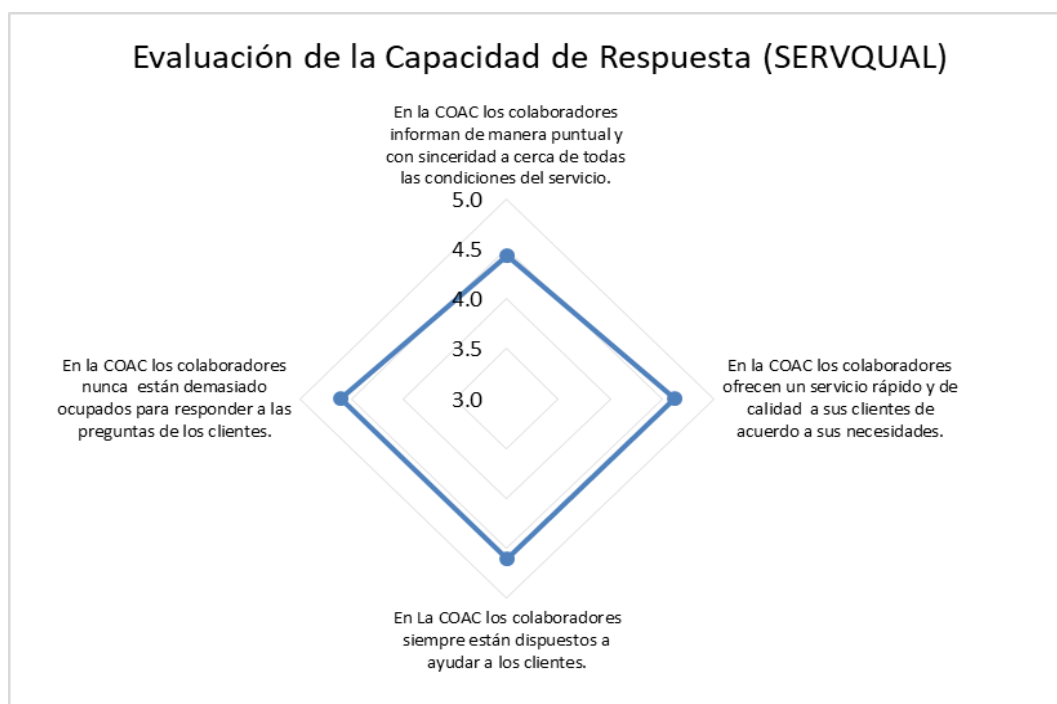 Evaluación de la Capacidad de Respuesta (SERVQUAL)
En la COAC los colaboradores
informan de manera puntual y
con sinceridad a cerca de todas
las condiciones del servicio.
5.0
4.5
4.0
3.5
3.0
En la COAC los colaboradores
nunca están demasiado
ocupados para responder a las
preguntas de los clientes.
En la COAC los colaboradores
ofrecen un servicio rápido y de
calidad a sus clientes de
acuerdo a sus necesidades.
En La COAC los colaboradores
siempre están dispuestos a
ayudar a los clientes.